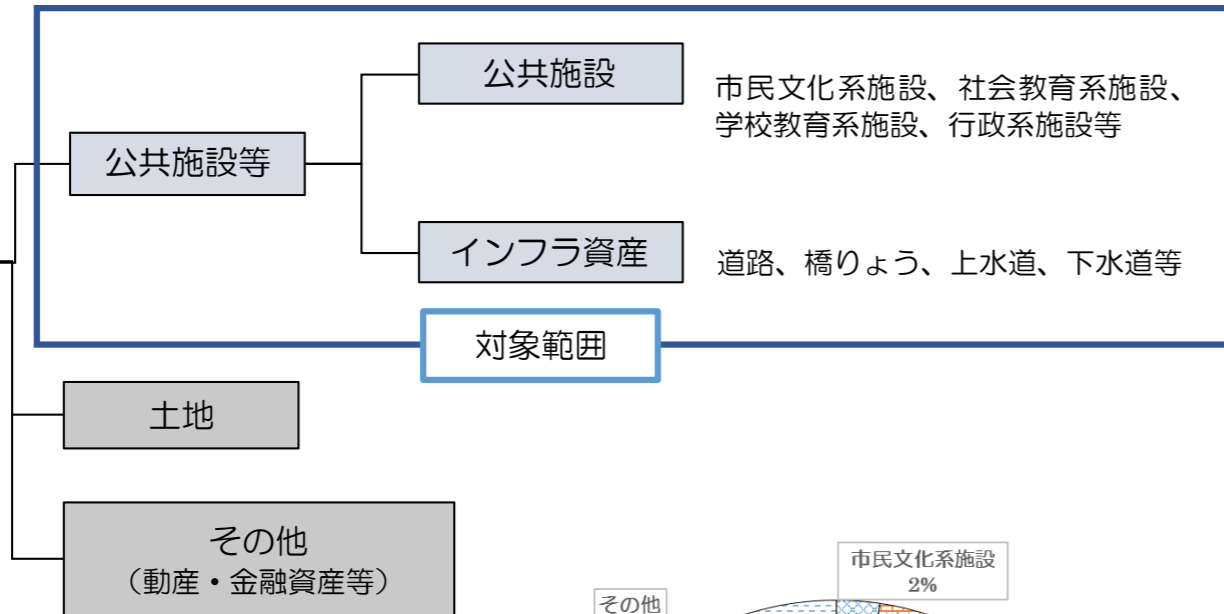 公共施設
市民文化系施設、社会教育系施設、
学校教育系施設、行政系施設等
公共施設等
インフラ資産
道路、橋りょう、上水道、下水道等
対象範囲
土地
その他
（動産・金融資産等）
市民文化系施設
2%
その他